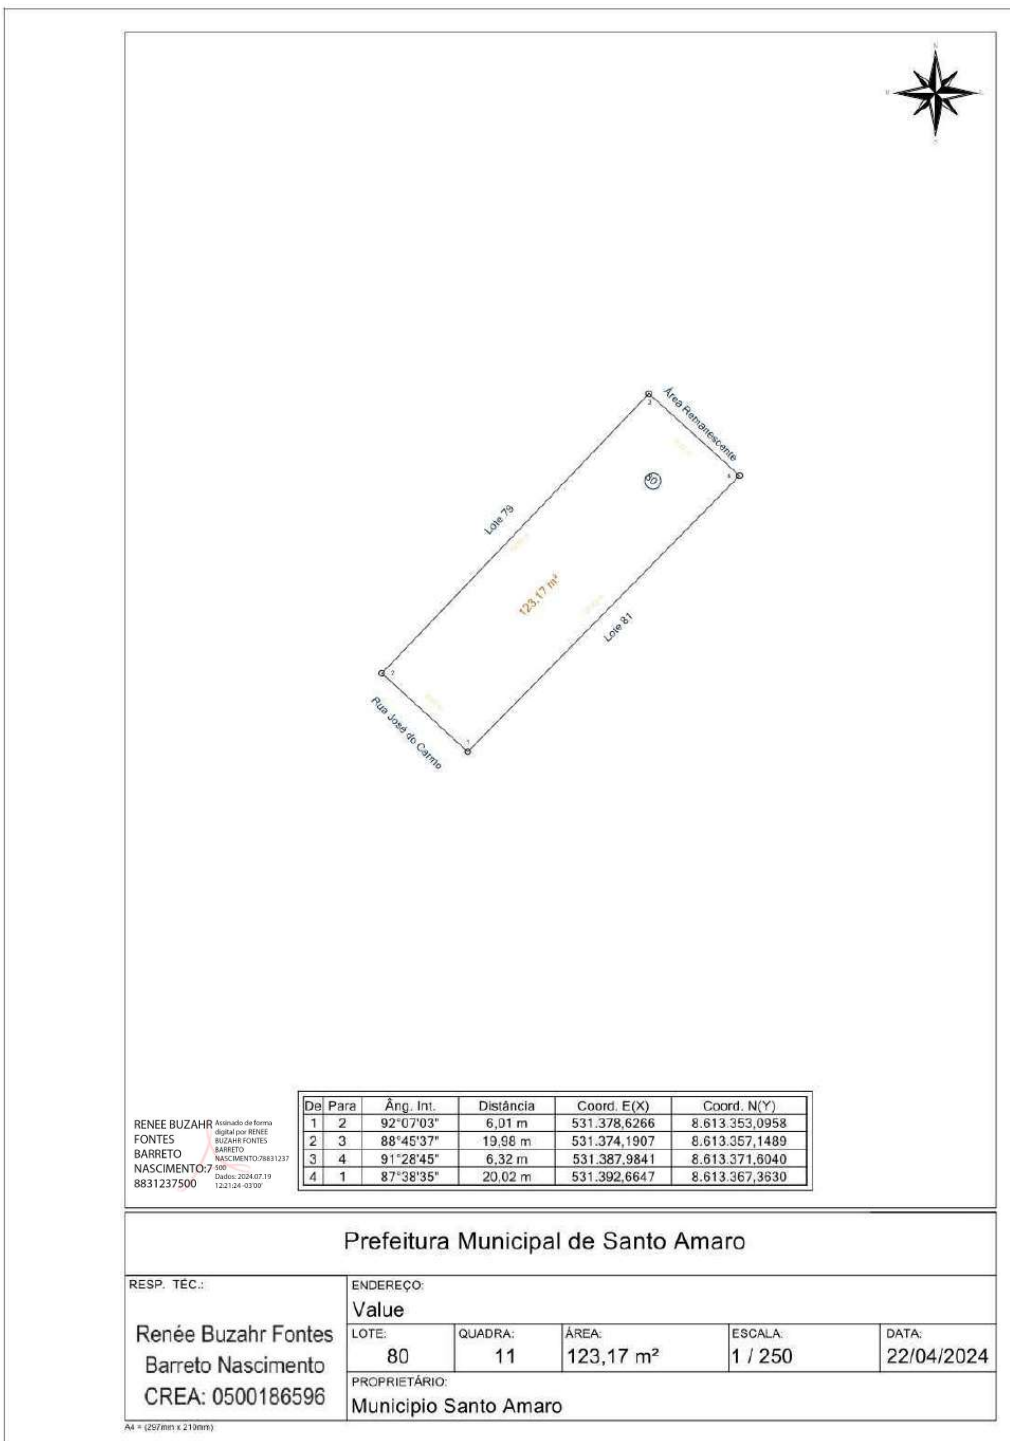 N
Área Remanescente
3
4
80
Lote 79
123,17 m²
Lote 81
2
Rua José do Carmo
1
De Para Âng. Int. Distância Coord. E(X) Coord. N(Y)
1 2 92°07'03" 6,01 m 531.378,6266 8.613.353,0958
2 3 88°45'37" 19,98 m 531.374,1907 8.613.357,1489
3 4 91°28'45" 6,32 m 531.387,9841 8.613.371,6040
4 1 87°38'35" 20,02 m 531.392,6647 8.613.367,3630
RENEE BUZAHR
FONTES
BARRETO
NASCIMENTO:7
8831237500
Assinado de forma
digital por RENEE
BUZAHR FONTES
BARRETO
NASCIMENTO:78831237
500
Dados: 2024.07.19
12:21:24 -03'00'
Prefeitura Municipal de Santo Amaro
RESP. TÉC.:
Renée Buzahr Fontes
Barreto Nascimento
CREA: 0500186596
ENDEREÇO:
Value
LOTE: QUADRA: ÁREA: ESCALA: DATA:
80 11 123,17 m² 1 / 250 22/04/2024
PROPRIETÁRIO:
Municipio Santo Amaro
A4 = (297mm x 210mm)